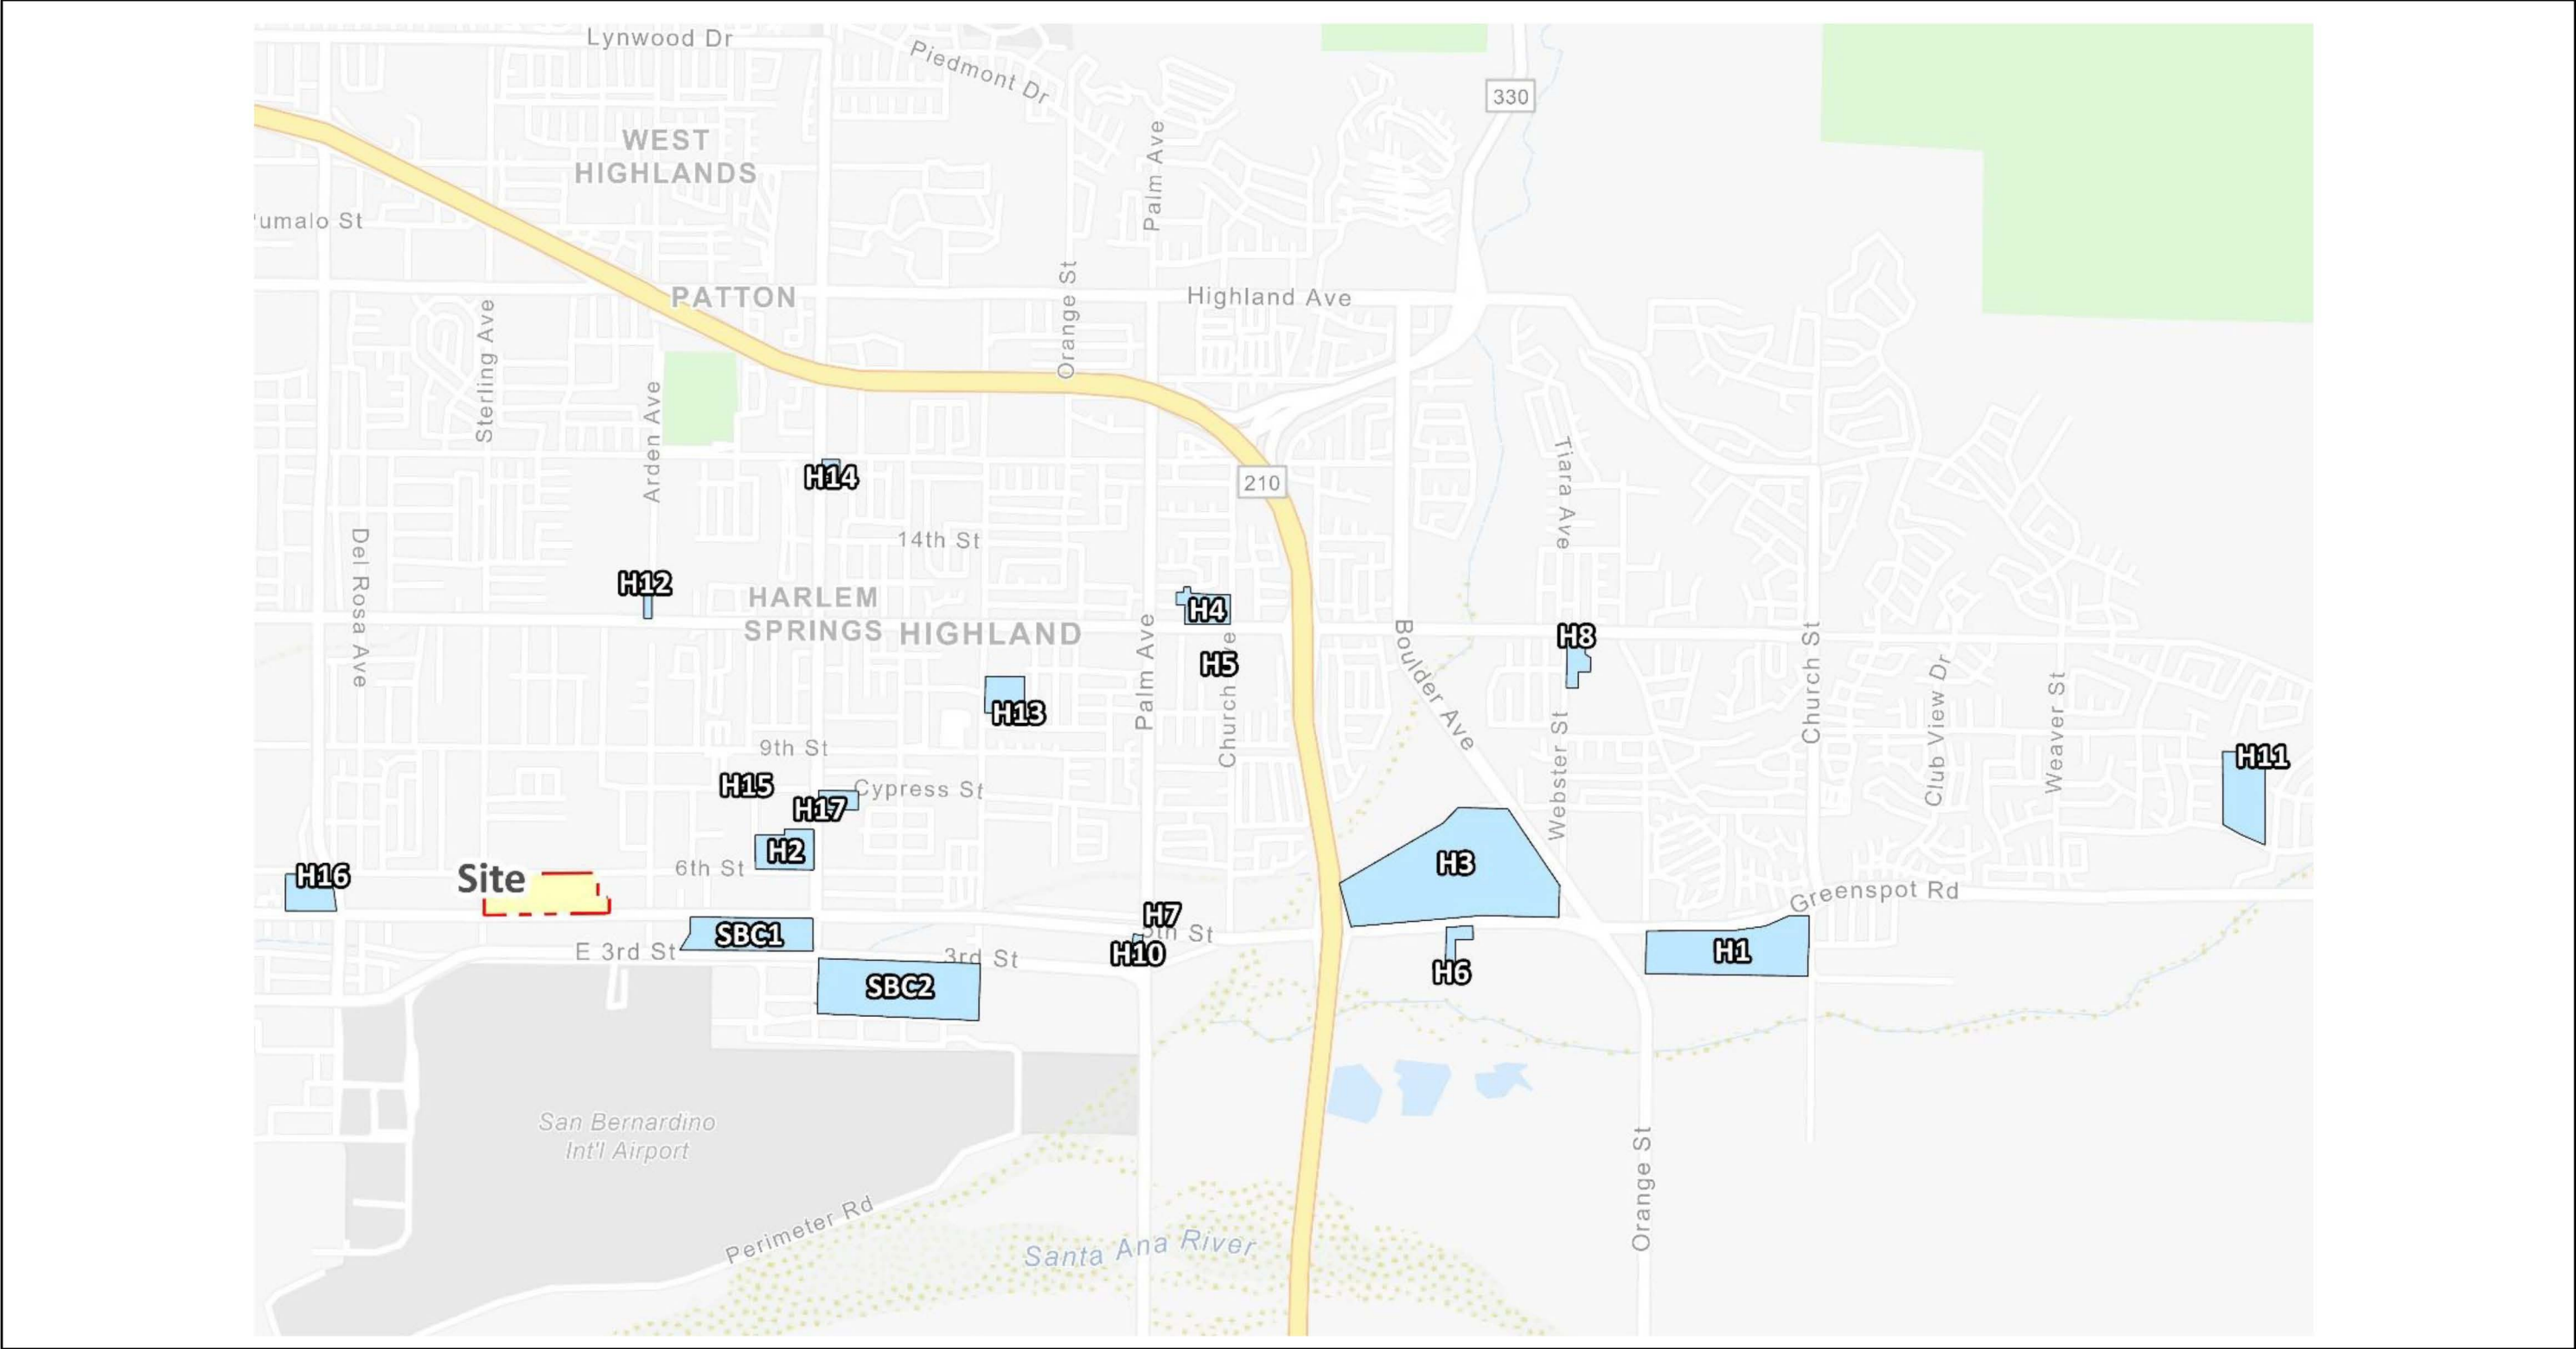 Lynwood Dr
Piedmont Dr
330
WEST
HIGHLANDS
Palm Ave
umalo St
PATTON
Orange St
Highland Ave
Sterling Ave
Arden Ave
H14
210
Tiara Ave
14th St
Del Rosa Ave
H12
HARLEM
SPRINGS
HIGHLAND
H4
Palm Ave
H5
Church ve
Boulder Ave
H8
Church St
Club View Dr
Weaver St
H13
9th St
H15
Cypress St
H17
Webster St
H11
H2
6th St
H16
Site
H3
Greenspot Rd
SBC1
E 3rd St
H7
5th St
H10
3rd St
H6
H1
SBC2
San Bernardino
Int'l Airport
Orange St
Perimeter Rd
Santa Ana River